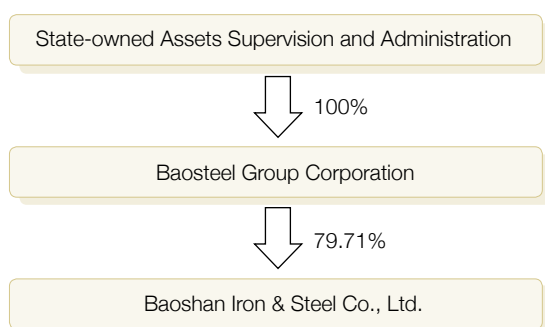 State-owned Assets Supervision and Administration
100%
Baosteel Group Corporation
79.71%
Baoshan Iron & Steel Co., Ltd.